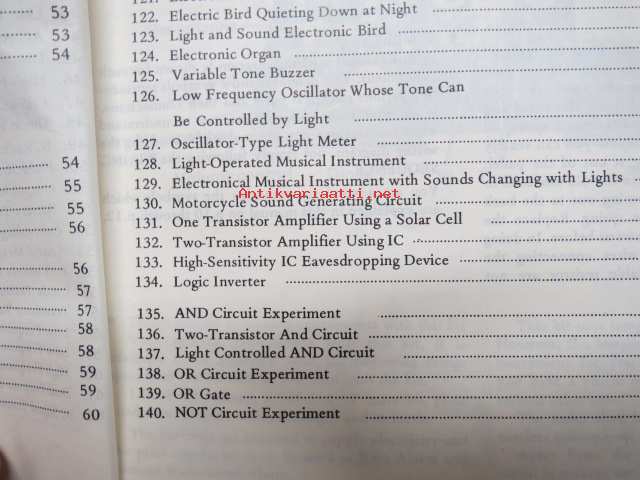 53
53
54
54
55
55
56
56
57
57
58
58
59
59
60
122. Electric Bird Quieting Down at Night
123. Light and Sound Electronic Bird
124. Electronic Organ
125. Variable Tone Buzzer
126. Low Frequency Oscillator Whose Tone Can
Be Controlled by Light
127. Oscillator-Type Light Meter
128. Light-Operated Musical Instrument
129. Electronical Musical Instrument with Sounds Changing with Lights
Antikvariaatti.net
130. Motorcycle Sound Generating Circuit
131. One Transistor Amplifier Using a Solar Cell
132. Two-Transistor Amplifier Using IC
133. High-Sensitivity IC Eavesdropping Device
134. Logic Inverter
135. AND Circuit Experiment
136. Two-Transistor And Circuit
137. Light Controlled AND Circuit
138. OR Circuit Experiment
139. OR Gate
140. NOT Circuit Experiment